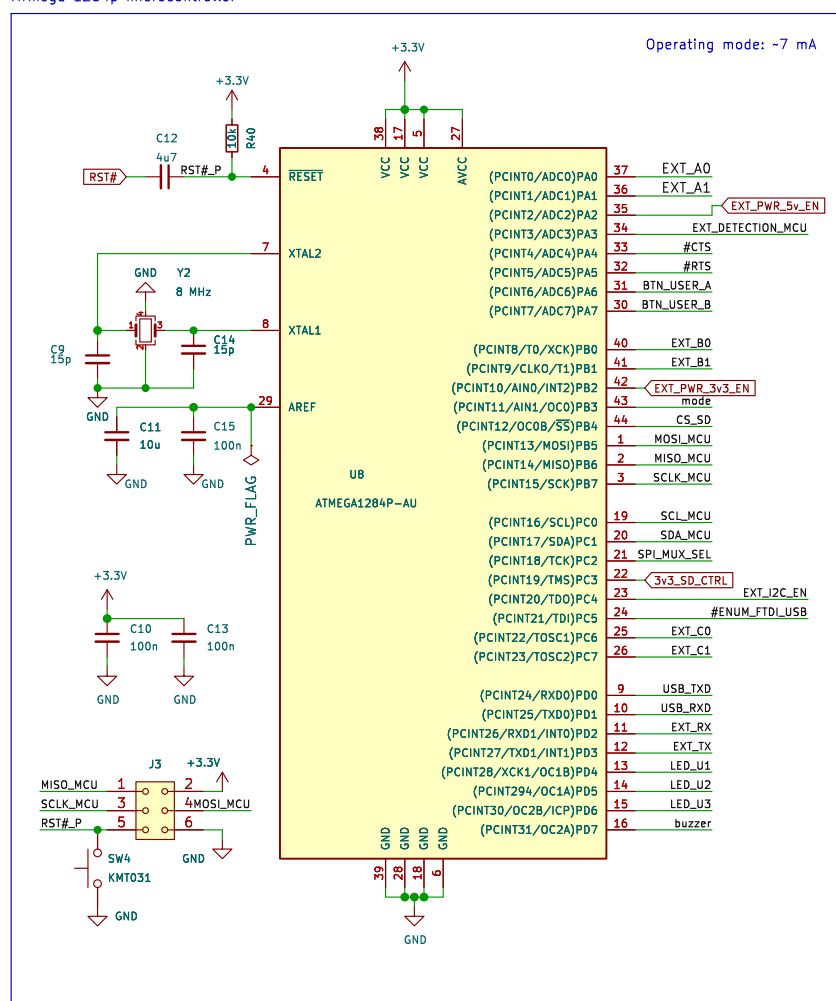 Operating mode: ~7 mA
+3.3V
+3.3V
10k
R40
C12
4u7
RST#
RST#_P
4
RESET
38
17
5
27
VCC
VCC
VCC
AVCC
7
XTAL2
GND
Y2
8 MHz
4
1
3
2
8
XTAL1
C9
15p
C14
15p
GND
29
AREF
C11
10u
C15
100n
GND
GND
PWR_FLAG
U8
ATMEGA1284P-AU
(PCINT0/ADC0)PA0 37 EXT_A0
(PCINT1/ADC1)PA1 36 EXT_A1
(PCINT2/ADC2)PA2 35 EXT_PWR_5v_EN
(PCINT3/ADC3)PA3 34 EXT_DETECTION_MCU
(PCINT4/ADC4)PA4 33 #CTS
(PCINT5/ADC5)PA5 32 #RTS
(PCINT6/ADC6)PA6 31 BTN_USER_A
(PCINT7/ADC7)PA7 30 BTN_USER_B
(PCINT8/T0/XCK)PB0 40 EXT_B0
(PCINT9/CLKO/T1)PB1 41 EXT_B1
(PCINT10/AIN0/INT2)PB2 42 EXT_PWR_3v3_EN
(PCINT11/AIN1/OC0)PB3 43 mode
(PCINT12/OC0B/SS)PB4 44 CS_SD
(PCINT13/MOSI)PB5 1 MOSI_MCU
(PCINT14/MISO)PB6 2 MISO_MCU
(PCINT15/SCK)PB7 3 SCLK_MCU
(PCINT16/SCL)PC0 19 SCL_MCU
(PCINT17/SDA)PC1 20 SDA_MCU
(PCINT18/TCK)PC2 21 SPI_MUX_SEL
(PCINT19/TMS)PC3 22 3v3_SD_CTRL
(PCINT20/TDO)PC4 23 EXT_I2C_EN
(PCINT21/TDI)PC5 24 #ENUM_FTDI_USB
(PCINT22/TOSC1)PC6 25 EXT_C0
(PCINT23/TOSC2)PC7 26 EXT_C1
(PCINT24/RXD0)PD0 9 USB_TXD
(PCINT25/TXD0)PD1 10 USB_RXD
(PCINT26/RXD1/INT0)PD2 11 EXT_RX
(PCINT27/TXD1/INT1)PD3 12 EXT_TX
(PCINT28/XCK1/OC1B)PD4 13 LED_U1
(PCINT294/OC1A)PD5 14 LED_U2
(PCINT30/OC2B/ICP)PD6 15 LED_U3
(PCINT31/OC2A)PD7 16 buzzer
+3.3V
C10
100n
C13
100n
GND
GND
J3
+3.3V
MISO_MCU 1 2
SCLK_MCU 3 4 MOSI_MCU
RST#_P 5 6
GND
SW4
KMT031
GND
GND
GND
GND
GND
39
28
18
6
GND